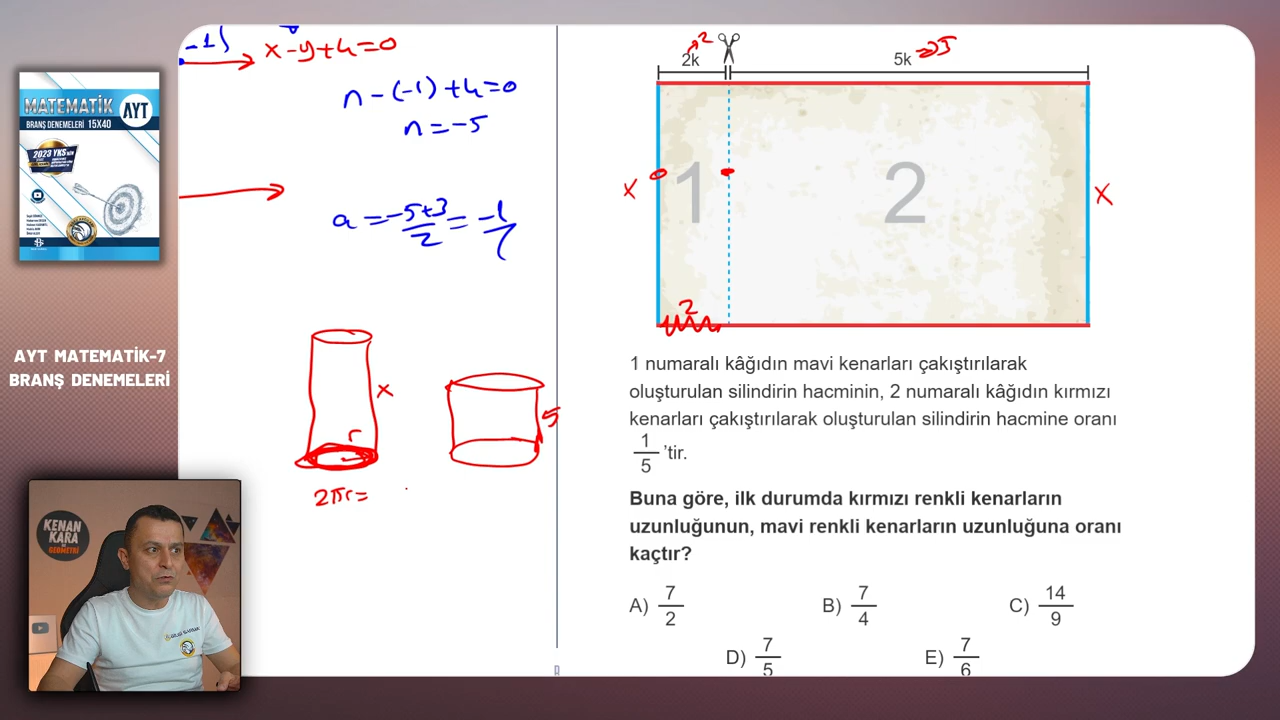 -1)
x-y+4=0
n-(-1)+4=0
n=-5
a=-5+3/2=-1
MATEMATİK AYT
BRANŞ DENEMELERİ 15X40
2023 YKS'NİN
AYT MATEMATİK-7
BRANŞ DENEMELERİ
x
r
5
2πr=
KENAN
KARA
GEOMETRİ
2k
2
5k
5
x
1
2
x
2
1 numaralı kâğıdın mavi kenarları çakıştırılarak
oluşturulan silindirin hacminin, 2 numaralı kâğıdın kırmızı
kenarları çakıştırılarak oluşturulan silindirin hacmine oranı
1/5 'tir.
Buna göre, ilk durumda kırmızı renkli kenarların
uzunluğunun, mavi renkli kenarların uzunluğuna oranı
kaçtır?
A) 7/2 B) 7/4 C) 14/9
D) 7/5 E) 7/6